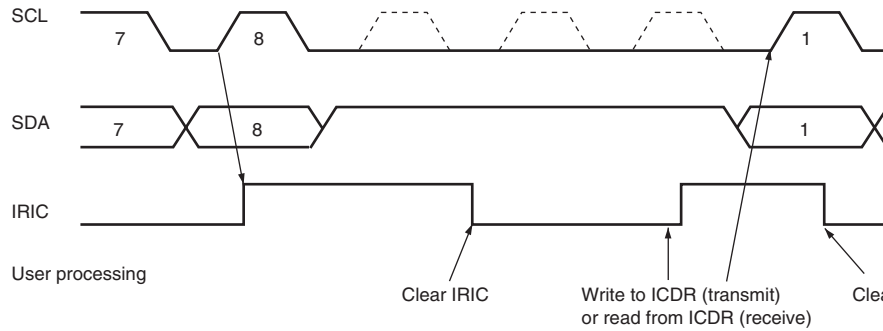 SCL
7
8
1
SDA
7
8
1
IRIC
User processing
Clear IRIC
Write to ICDR (transmit)
or read from ICDR (receive)